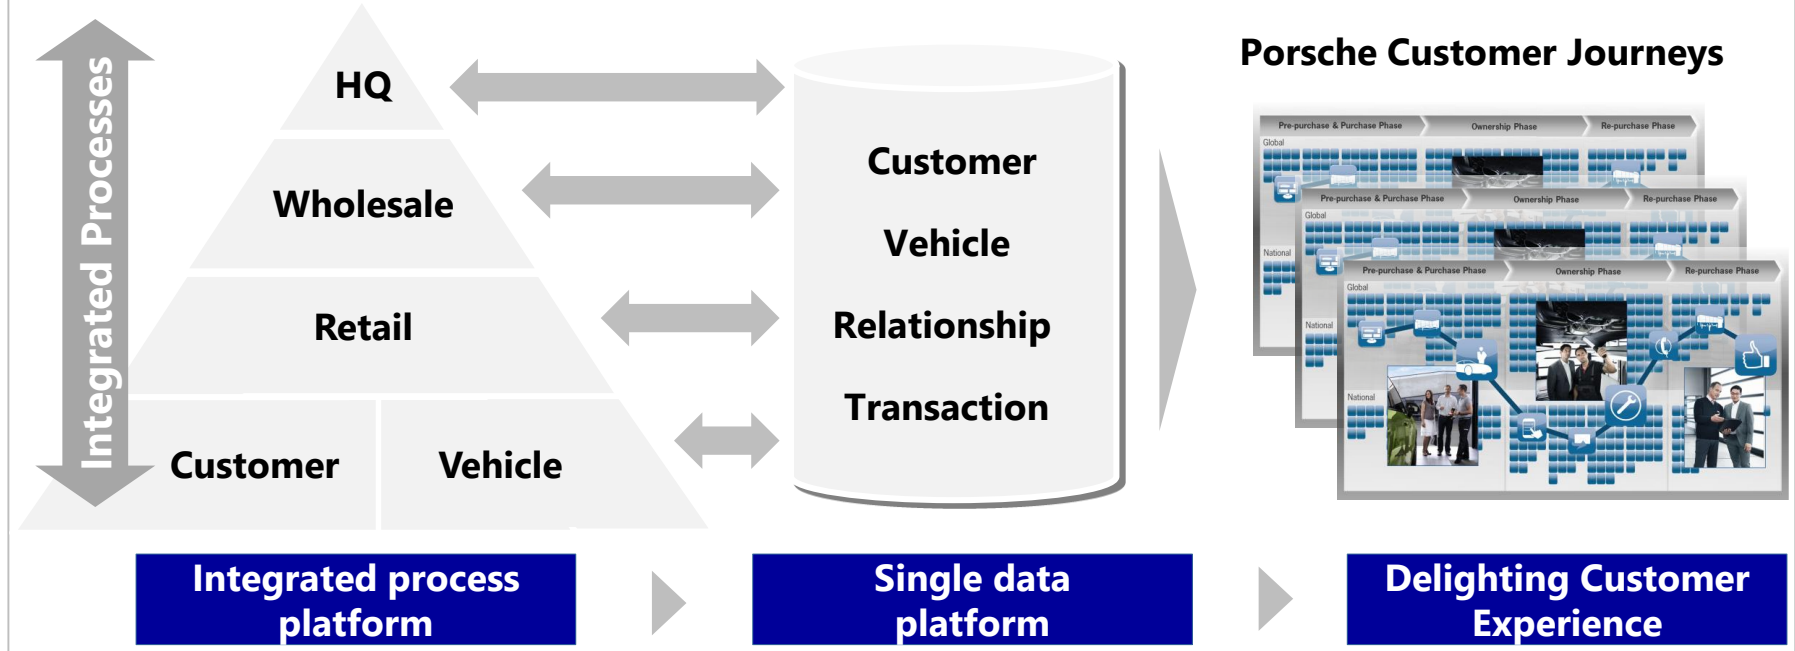 Integrated Processes
HQ
Wholesale
Retail
Customer
Vehicle
Customer
Vehicle
Relationship
Transaction
Porsche Customer Journeys
Pre-purchase & Purchase Phase
Ownership Phase
Re-purchase Phase
Global
National
Pre-purchase & Purchase Phase
Ownership Phase
Re-purchase Phase
Global
National
Pre-purchase & Purchase Phase
Ownership Phase
Re-purchase Phase
Global
National
Integrated process
platform
Single data
platform
Delighting Customer
Experience